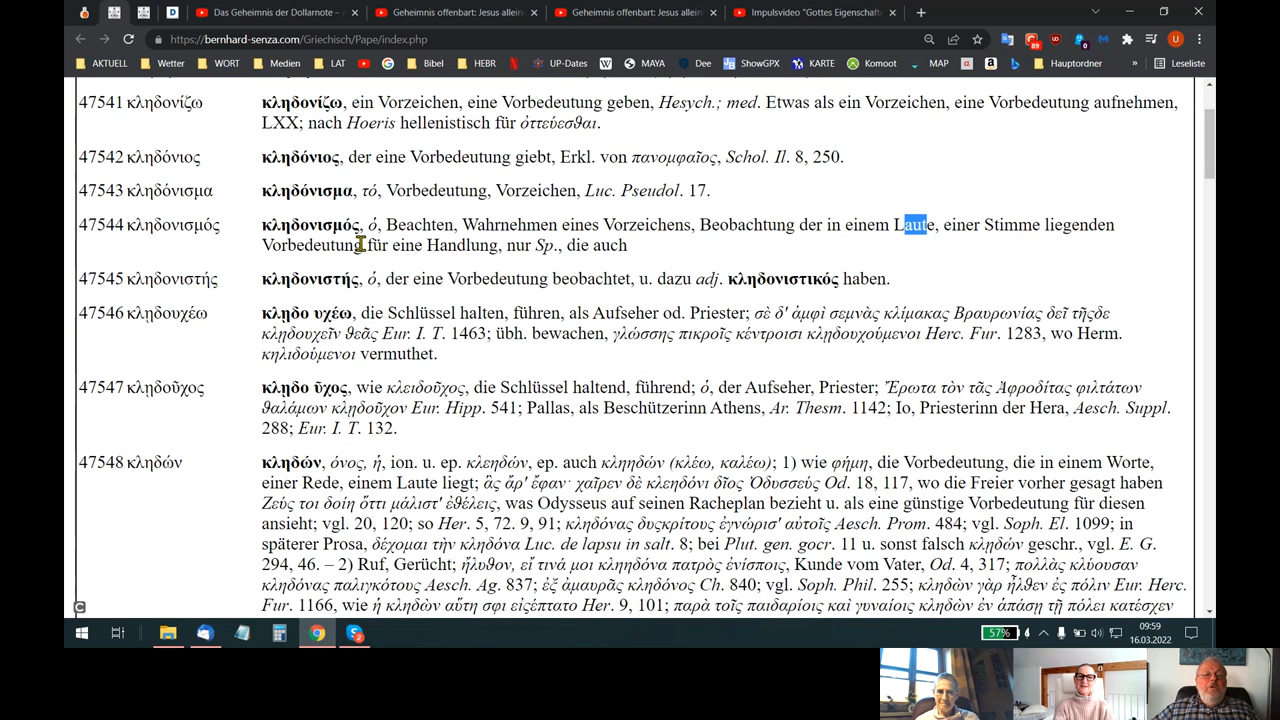 Das Geheimnis der Dollarnote – A
Geheimnis offenbart: Jesus allein
Geheimnis offenbart: Jesus allein
Impulsvideo "Gottes Eigenschaft
https://bernhard-senza.com/Griechisch/Pape/index.php
AKTUELL Wetter WORT Medien LAT Bibel HEBR UP-Dates MAYA Dee ShowGPX KARTE Komoot MAP Hauptordner Leseliste
47541 κληδονίζω κληδονίζω, ein Vorzeichen, eine Vorbedeutung geben, Hesych.; med. Etwas als ein Vorzeichen, eine Vorbedeutung aufnehmen,
LXX; nach Hoeris hellenistisch für ὀττεύεσθαι.
47542 κληδόνιος κληδόνιος, der eine Vorbedeutung giebt, Erkl. von πανομφαῖος, Schol. Il. 8, 250.
47543 κληδόνισμα κληδόνισμα, τό, Vorbedeutung, Vorzeichen, Luc. Pseudol. 17.
47544 κληδονισμός κληδονισμός, ὁ, Beachten, Wahrnehmen eines Vorzeichens, Beobachtung der in einem Laute, einer Stimme liegenden
Vorbedeutung für eine Handlung, nur Sp., die auch
47545 κληδονιστής κληδονιστής, ὁ, der eine Vorbedeutung beobachtet, u. dazu adj. κληδονιστικός haben.
47546 κλῃδουχέω κλῃδο υχέω, die Schlüssel halten, führen, als Aufseher od. Priester; σὲ δ' ἀμφὶ σεμνὰς κλίμακας Βραυρωνίας δεῖ τῆςδε
κλῃδουχεῖν ϑεᾶς Eur. I. T. 1463; übh. bewachen, γλώσσης πικροῖς κέντροισι κλῃδουχούμενοι Herc. Fur. 1283, wo Herm.
κηλιδούμενοι vermuthet.
47547 κλῃδοῦχος κλῃδο ῦχος, wie κλειδοῦχος, die Schlüssel haltend, führend; ὁ, der Aufseher, Priester; Ἔρωτα τὸν τᾶς Ἀφροδίτας φιλτάτων
ϑαλάμων κλῃδοῦχον Eur. Hipp. 541; Pallas, als Beschützerinn Athens, Ar. Thesm. 1142; Io, Priesterinn der Hera, Aesch. Suppl.
288; Eur. I. T. 132.
47548 κληδών κληδών, όνος, ἡ, ion. u. ep. κλεηδών, ep. auch κληηδών (κλέω, καλέω); 1) wie φήμη, die Vorbedeutung, die in einem Worte,
einer Rede, einem Laute liegt; ἃς ἄρ' ἔφαν· χαῖρεν δὲ κλεηδόνι δῖος Ὀδυσσεύς Od. 18, 117, wo die Freier vorher gesagt haben
Ζεύς τοι δοίη ὅττι μάλιστ' ἐϑέλεις, was Odysseus auf seinen Racheplan bezieht u. als eine günstige Vorbedeutung für diesen
ansieht; vgl. 20, 120; so Her. 5, 72. 9, 91; κληδόνας δυςκρίτους ἐγνώρισ' αὐτοῖς Aesch. Prom. 484; vgl. Soph. El. 1099; in
späterer Prosa, δέχομαι τὴν κληδόνα Luc. de lapsu in salt. 8; bei Plut. gen. gocr. 11 u. sonst falsch κλῃδών geschr., vgl. E. G.
294, 46. – 2) Ruf, Gerücht; ἤλυϑον, εἴ τινά μοι κληηδόνα πατρὸς ἐνίσποις, Kunde vom Vater, Od. 4, 317; πολλὰς κλύουσαν
κληδόνας παλιγκότους Aesch. Ag. 837; ἐξ ἀμαυρᾶς κληδόνος Ch. 840; vgl. Soph. Phil. 255; κληδὼν γὰρ ἦλϑεν ἐς πόλιν Eur. Herc.
Fur. 1166, wie ἡ κληδὼν αὕτη σφι εἰςέπτατο Her. 9, 101; παρὰ τοῖς παιδαρίοις καὶ γυναίοις κληδὼν ἐν ἁπάσῃ τῇ πόλει κατέσχεν
57%
09:59
16.03.2022